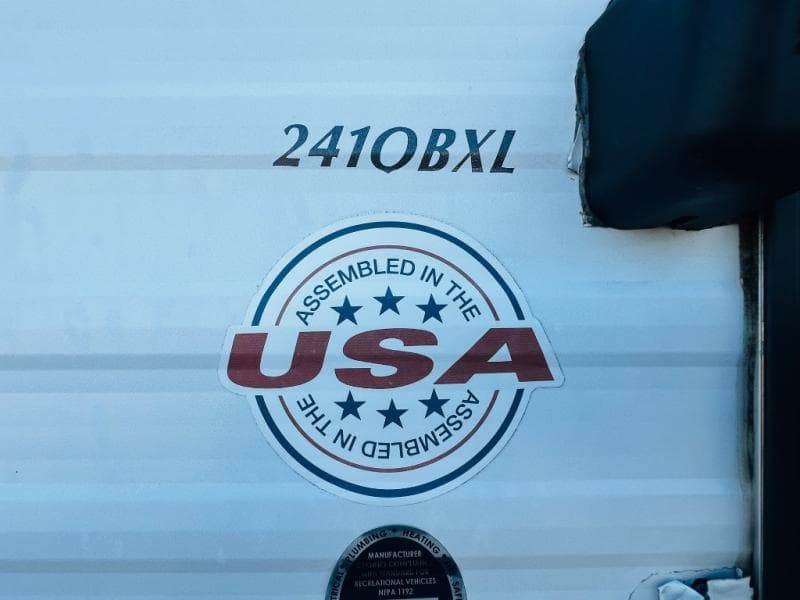 2410BXL
ASSEMBLED IN THE
USA
ASSEMBLED IN THE
PLUMBING • HEATING
MANUFACTURER
RECREATIONAL VEHICLES
NFPA 1192